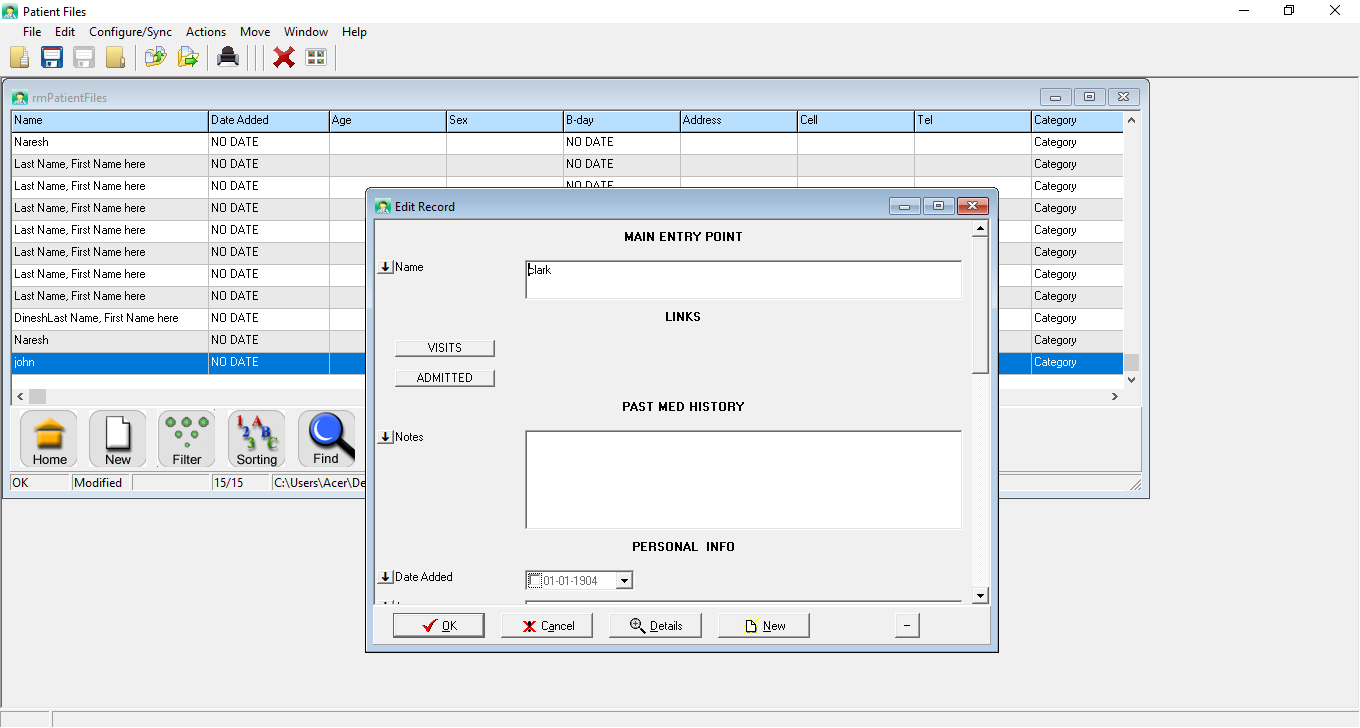 Patient Files
File Edit Configure/Sync Actions Move Window Help
rmPatientFiles
Name Date Added Age Sex B-day Address Cell Tel Category
Naresh NO DATE NO DATE Category
Last Name, First Name here NO DATE NO DATE Category
Last Name, First Name here NO DATE NO DATE Category
Last Name, First Name here NO DATE Category
Last Name, First Name here NO DATE Category
Last Name, First Name here NO DATE Category
Last Name, First Name here NO DATE Category
Last Name, First Name here NO DATE Category
DineshLast Name, First Name here NO DATE Category
Naresh NO DATE Category
john NO DATE Category
Home New Filter Sorting Find
OK Modified 15/15 C:\Users\Acer\De
Edit Record
MAIN ENTRY POINT
Name clark
LINKS
VISITS
ADMITTED
PAST MED HISTORY
Notes
PERSONAL INFO
Date Added 01-01-1904
OK Cancel Details New –